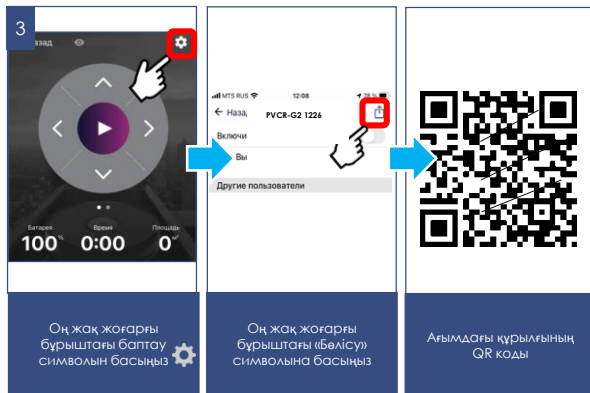 3
азад
Батарея Время Площадь
100% 0:00 0 м²
MTS RUS 12:08 78 %
← Наза, PVCR-G2 1226
Включи
Вы
Другие пользователи
Оң жақ жоғарғы
бұрыштағы баптау
символын басыңыз
Оң жақ жоғарғы
бұрыштағы «Бөлісу»
символына басыңыз
Ағымдағы құрылғының
QR коды